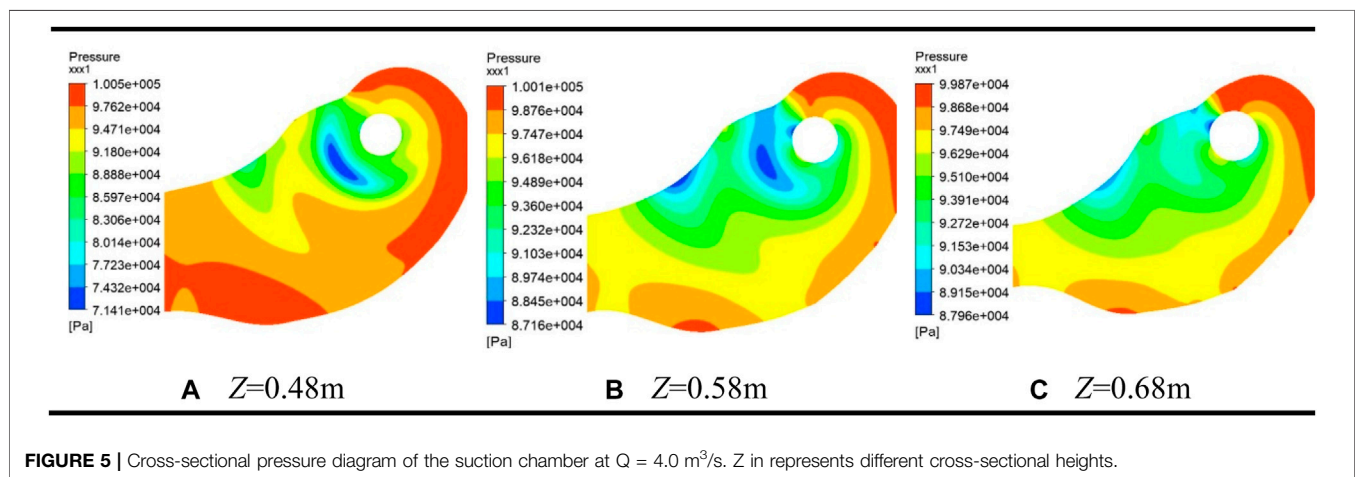 Pressure
xxx1
1.005e+005
9.762e+004
9.471e+004
9.180e+004
8.888e+004
8.597e+004
8.306e+004
8.014e+004
7.723e+004
7.432e+004
7.141e+004
[Pa]
A Z=0.48m
Pressure
xxx1
1.001e+005
9.876e+004
9.747e+004
9.618e+004
9.489e+004
9.360e+004
9.232e+004
9.103e+004
8.974e+004
8.845e+004
8.716e+004
[Pa]
B Z=0.58m
Pressure
xxx1
9.987e+004
9.868e+004
9.749e+004
9.629e+004
9.510e+004
9.391e+004
9.272e+004
9.153e+004
9.034e+004
8.915e+004
8.796e+004
[Pa]
C Z=0.68m
FIGURE 5 | Cross-sectional pressure diagram of the suction chamber at Q = 4.0 m³/s. Z in represents different cross-sectional heights.